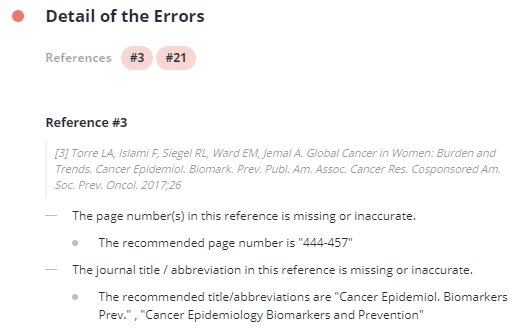 Detail of the Errors
References #3 #21
Reference #3
[3] Torre LA, Islami F, Siegel RL, Ward EM, Jemal A. Global Cancer in Women: Burden and
Trends. Cancer Epidemiol. Biomark. Prev. Publ. Am. Assoc. Cancer Res. Cosponsored Am.
Soc. Prev. Oncol. 2017;26
— The page number(s) in this reference is missing or inaccurate.
The recommended page number is "444-457"
— The journal title / abbreviation in this reference is missing or inaccurate.
The recommended title/abbreviations are "Cancer Epidemiol. Biomarkers
Prev." , "Cancer Epidemiology Biomarkers and Prevention"